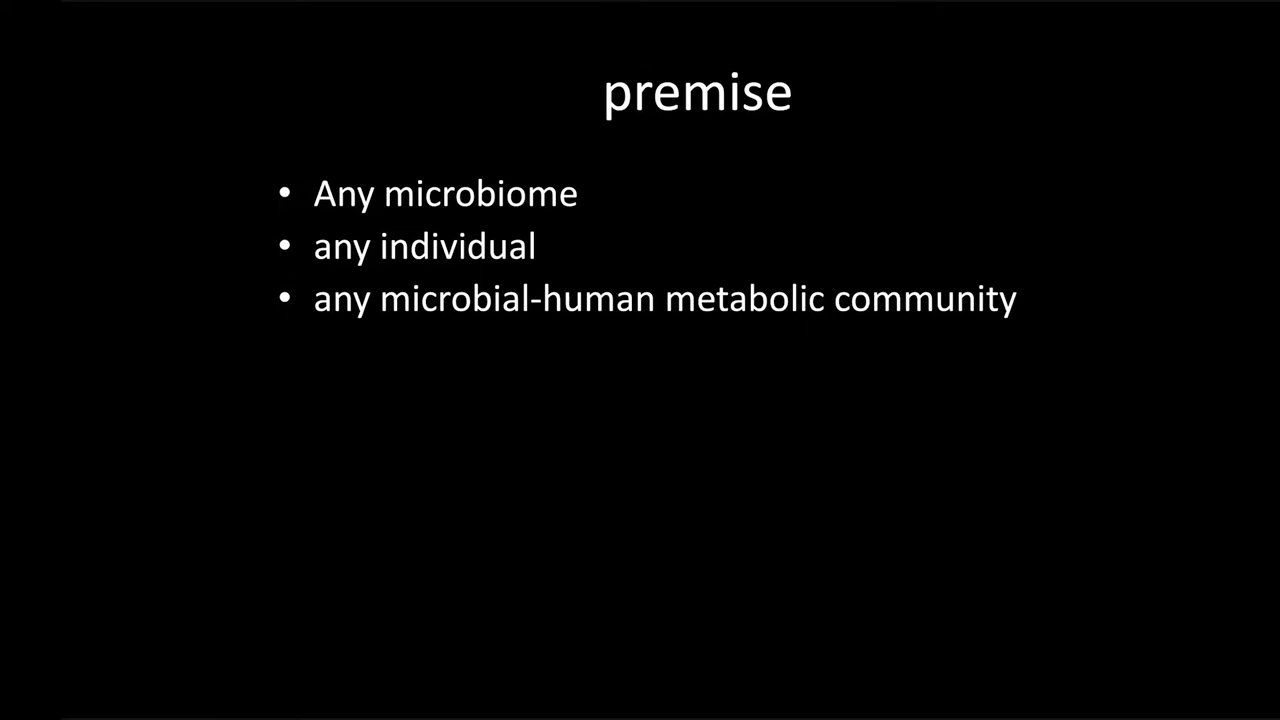 premise
• Any microbiome
• any individual
• any microbial-human metabolic community